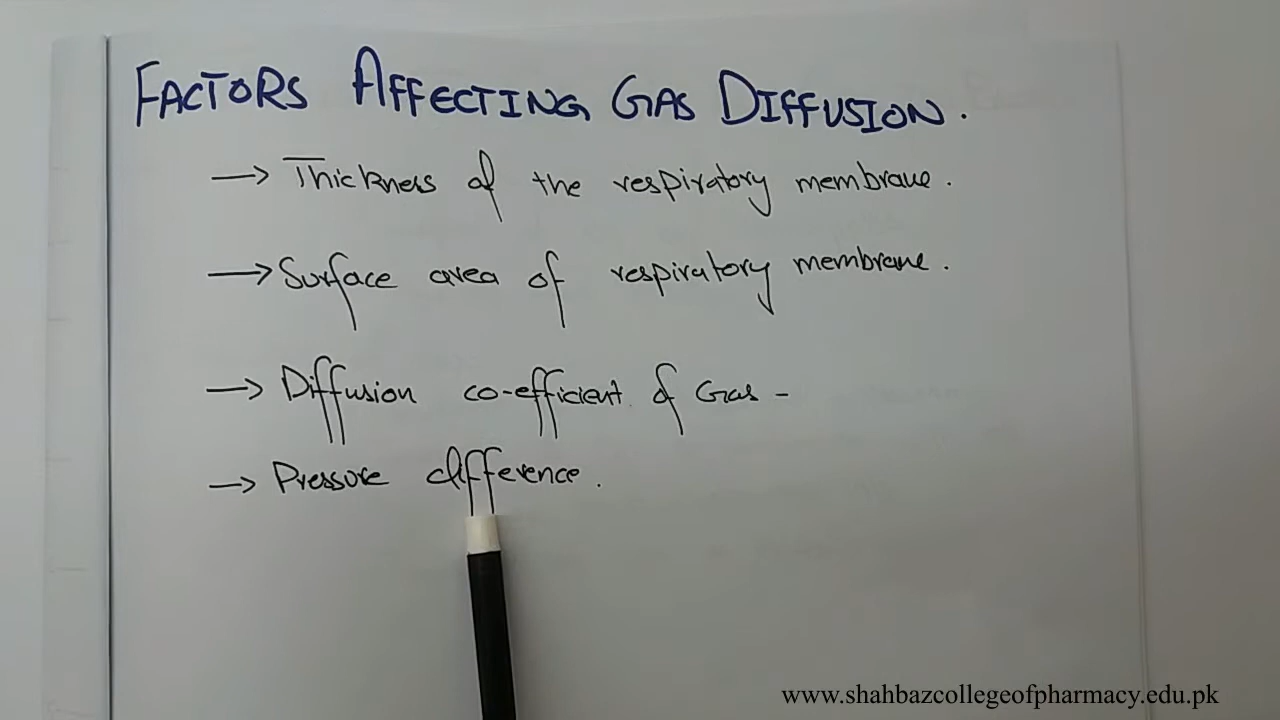 FACTORS AFFECTING GAS DIFFUSION.
→ Thickness of the respiratory membrane.
→ Surface area of respiratory membrane.
→ Diffusion co-efficient of Gas -
→ Pressure difference.
www.shahbazcollegeofpharmacy.edu.pk